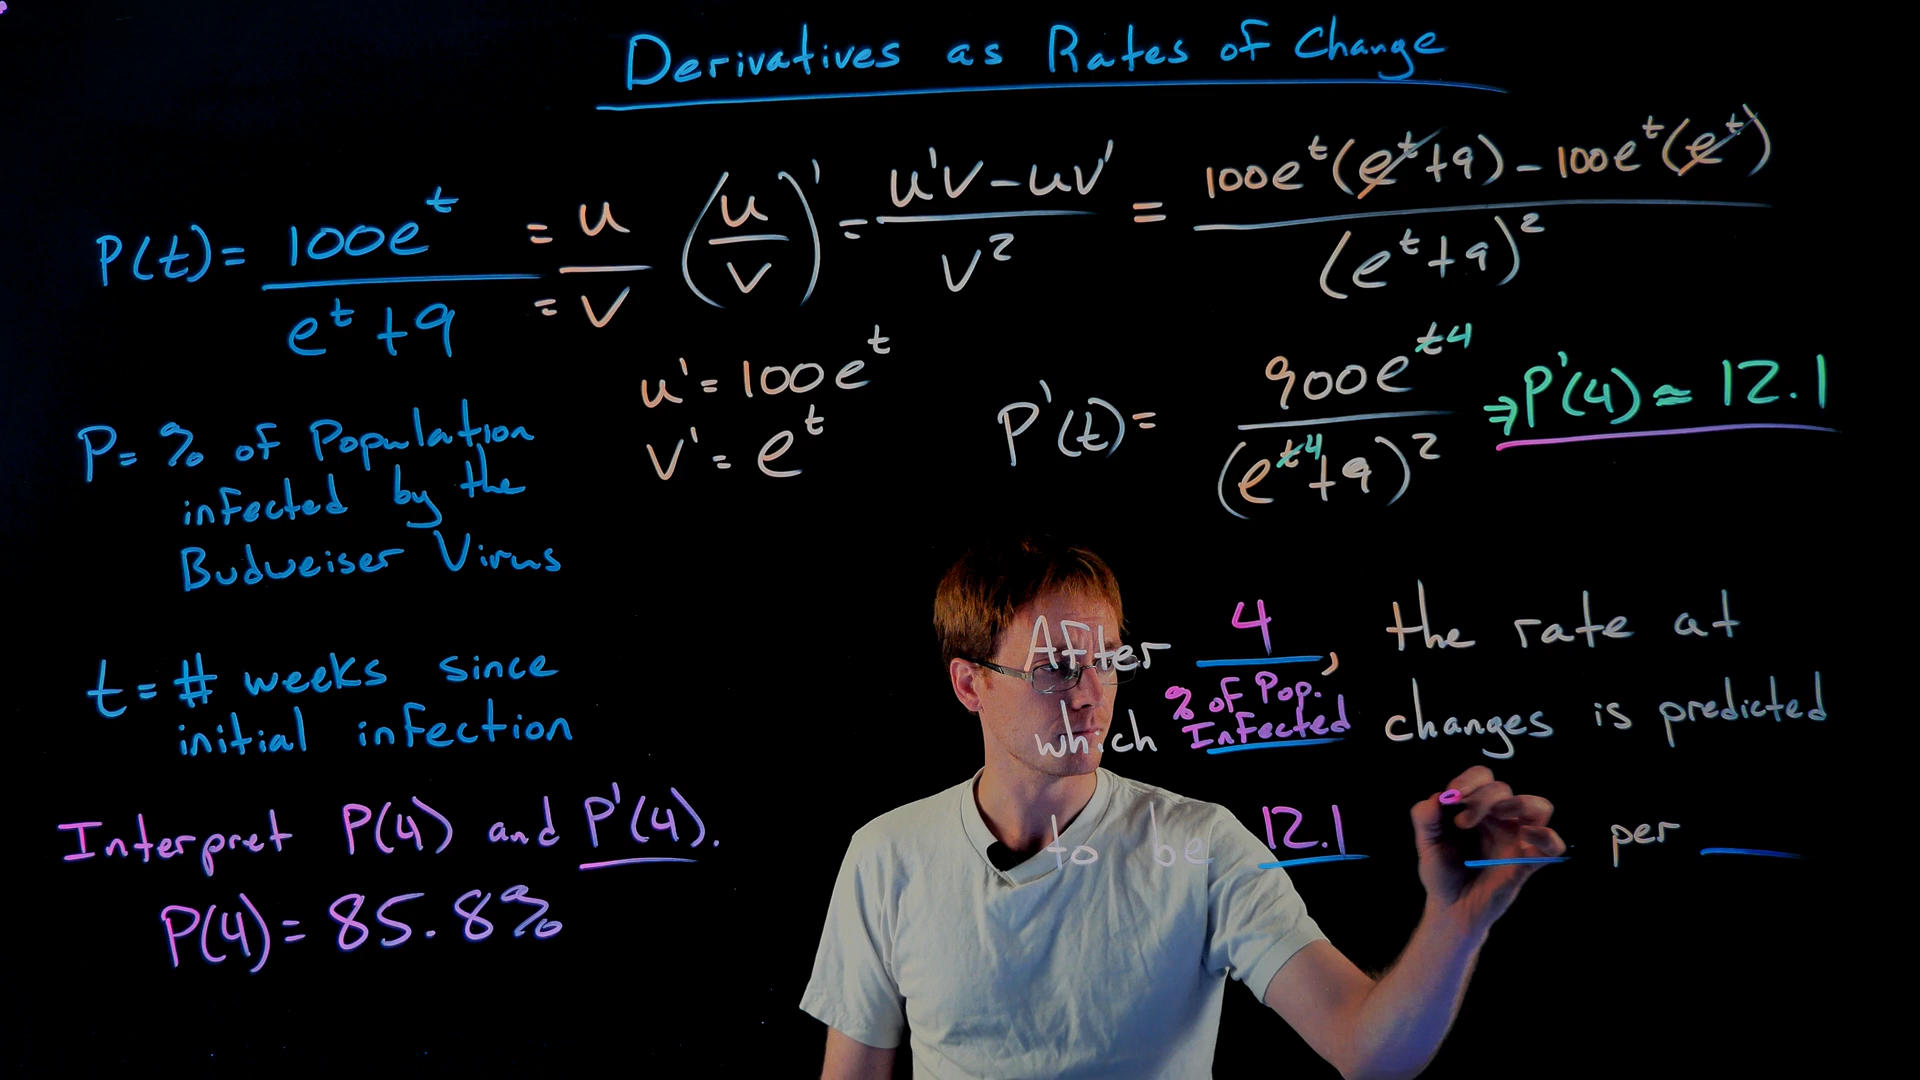 Derivatives as Rates of Change
P(t) = 100e^t / (e^t + 9) = u / = v (u/v)' = (u'v - uv') / v^2 = (100e^t(e^t + 9) - 100e^t(e^t)) / (e^t + 9)^2
u' = 100e^t
v' = e^t
P'(t) = 900e^t4 / (e^t4 + 9)^2 ⇒ P'(4) ≃ 12.1
P = % of Population
infected by the
Budweiser Virus
t = # weeks since
initial infection
Interpret P(4) and P'(4).
P(4) = 85.8%
After 4, the rate at
which % of Pop. Infected changes is predicted
to be 12.1 per